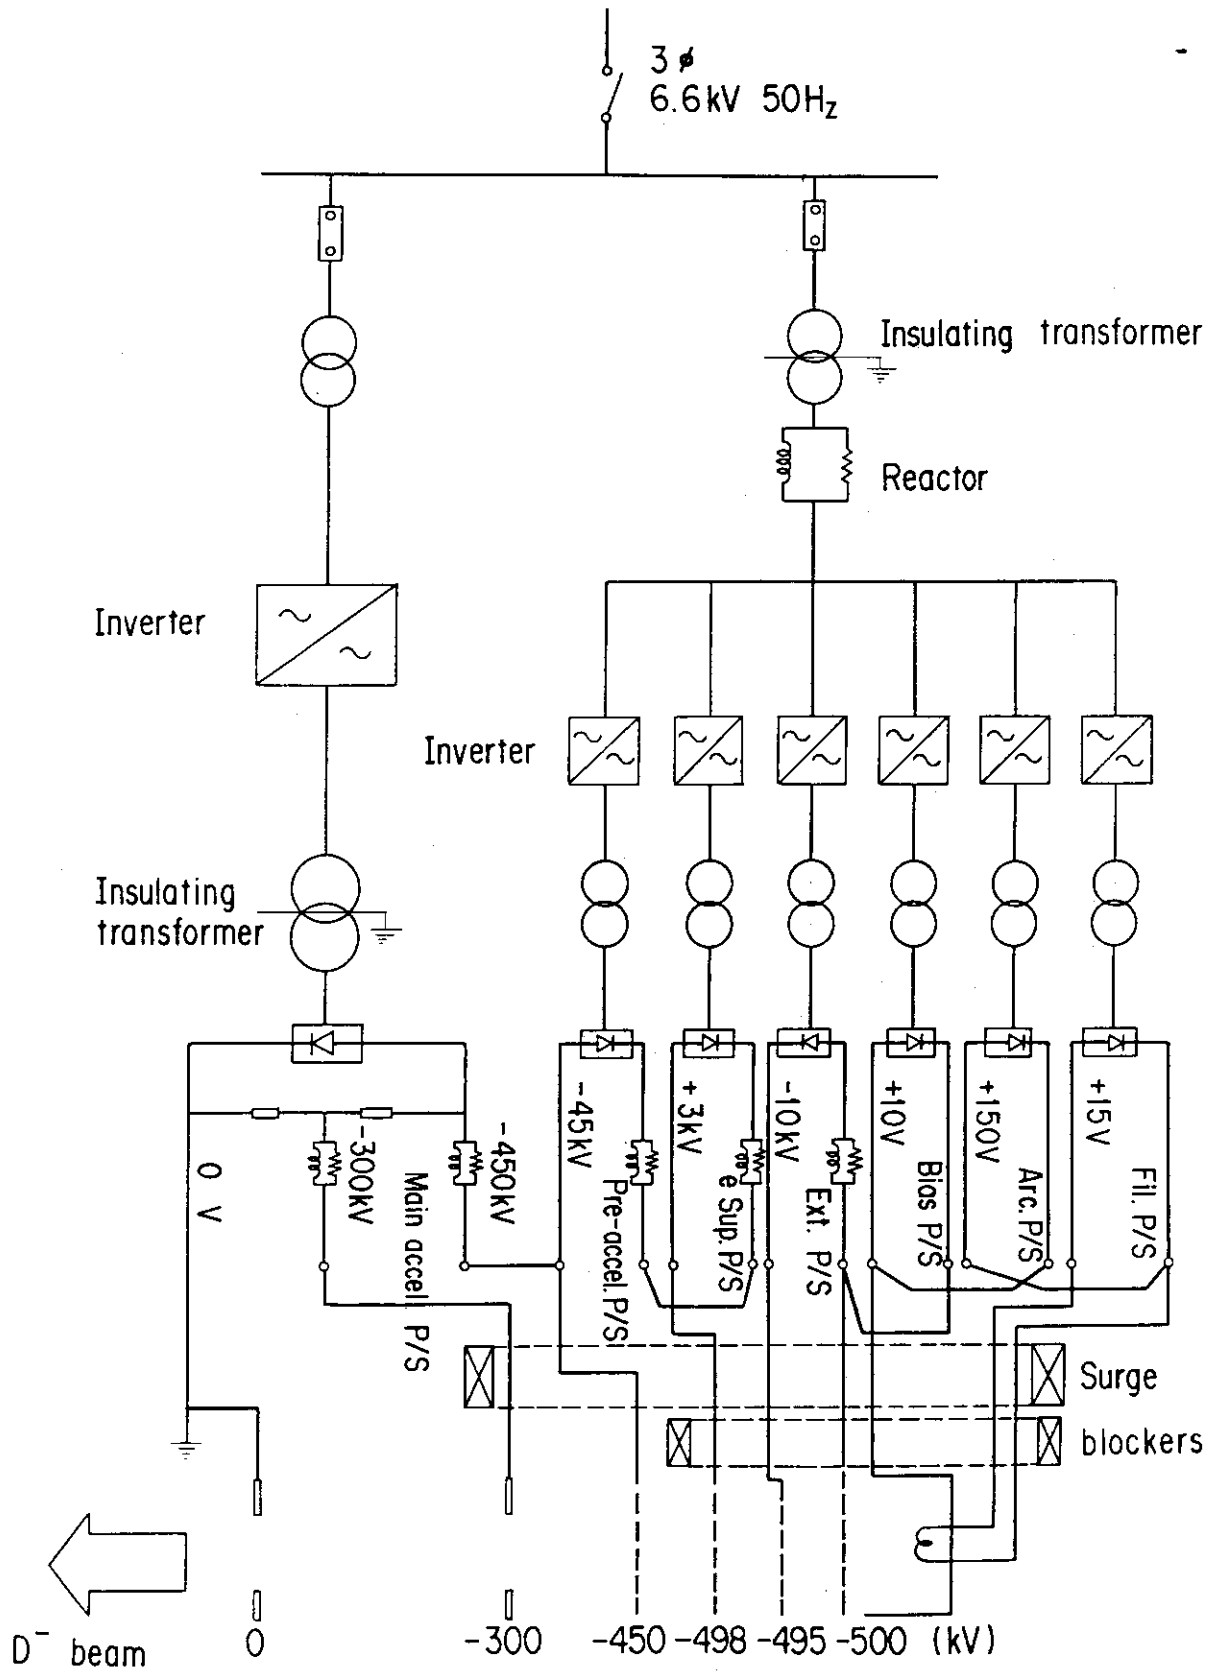 3φ
6.6kV 50Hz
Insulating transformer
Reactor
Inverter
Inverter
Insulating
transformer
0 V
-300kV
Main accel. P/S
-450kV
-45kV
Pre-accel. P/S
+3kV
e Sup. P/S
-10kV
Ext. P/S
+10V
Bias P/S
+150V
Arc. P/S
+15V
Fil. P/S
Surge
blockers
D⁻ beam
0 -300 -450 -498 -495 -500 (kV)